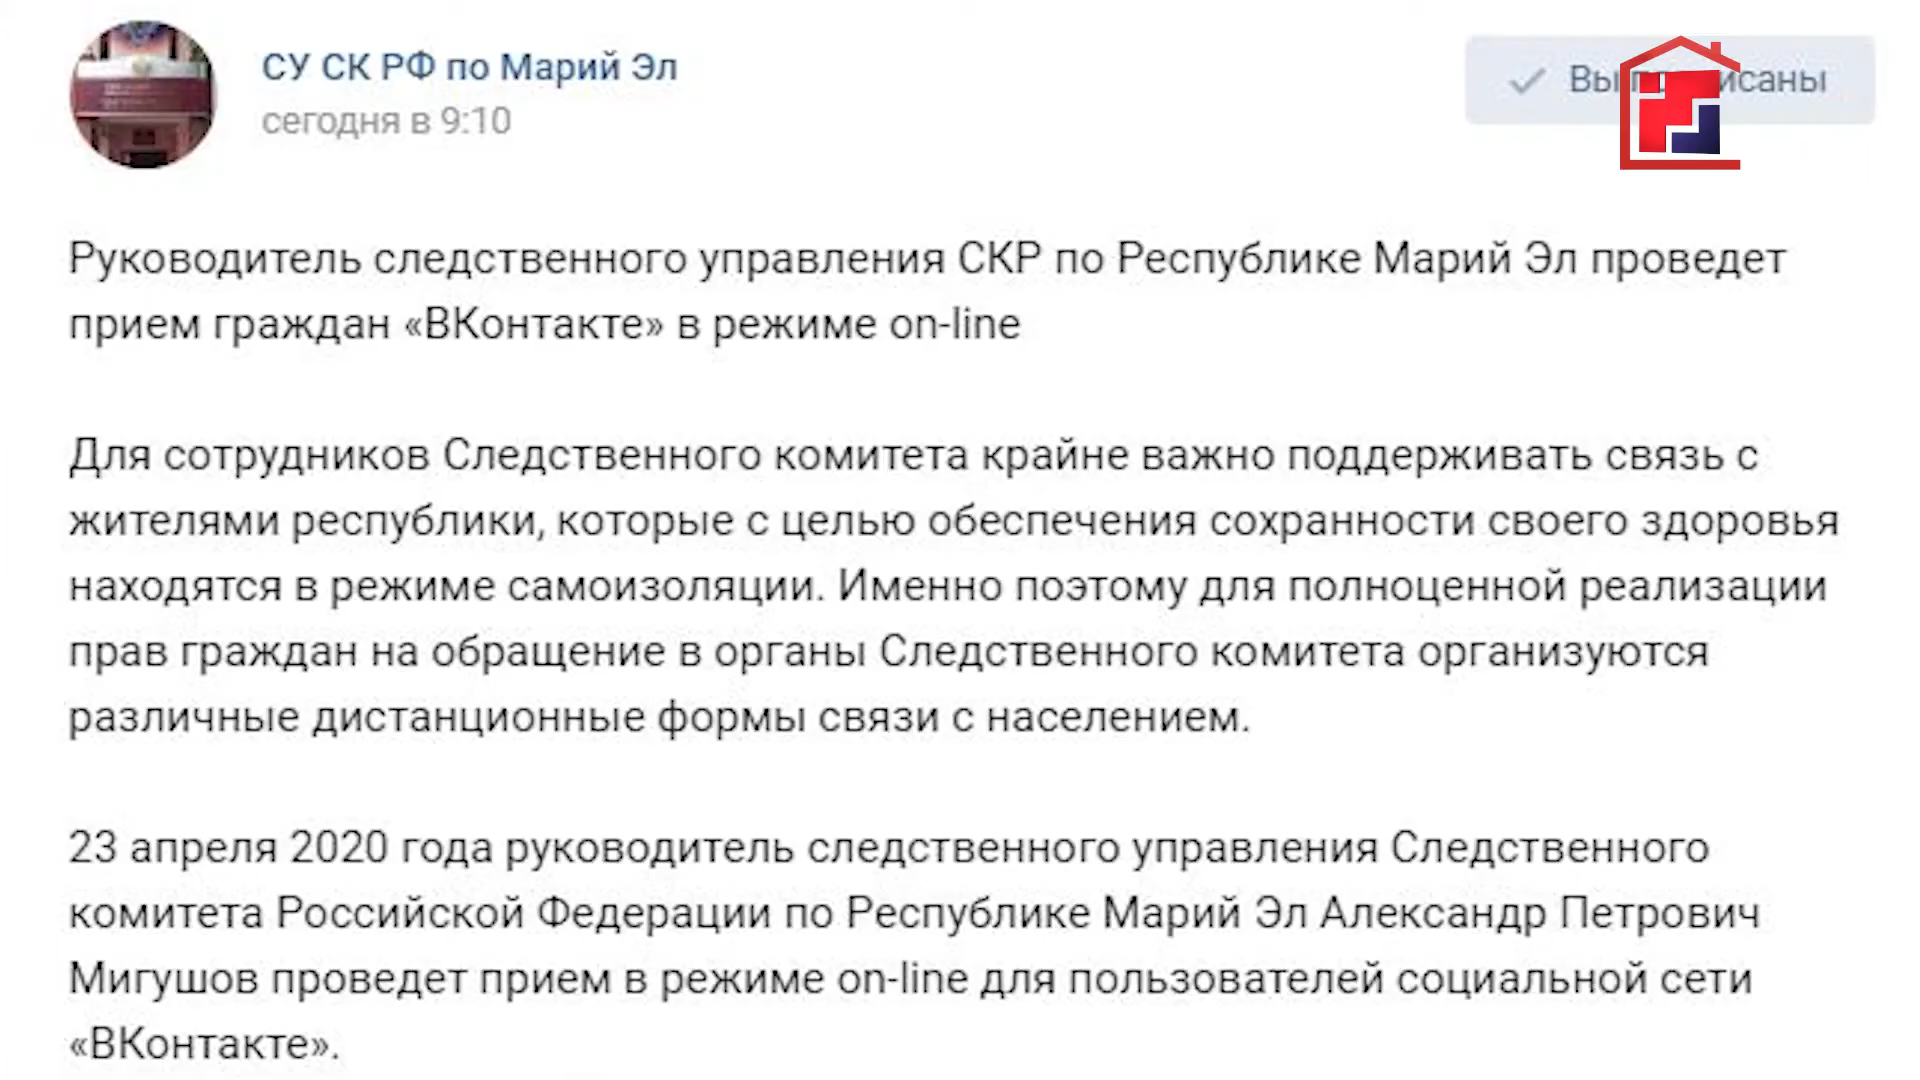 СУ СК РФ по Марий Эл
сегодня в 9:10
Руководитель следственного управления СКР по Республике Марий Эл проведет
прием граждан «ВКонтакте» в режиме on-line
Для сотрудников Следственного комитета крайне важно поддерживать связь с
жителями республики, которые с целью обеспечения сохранности своего здоровья
находятся в режиме самоизоляции. Именно поэтому для полноценной реализации
прав граждан на обращение в органы Следственного комитета организуются
различные дистанционные формы связи с населением.
23 апреля 2020 года руководитель следственного управления Следственного
комитета Российской Федерации по Республике Марий Эл Александр Петрович
Мигушов проведет прием в режиме on-line для пользователей социальной сети
«ВКонтакте».